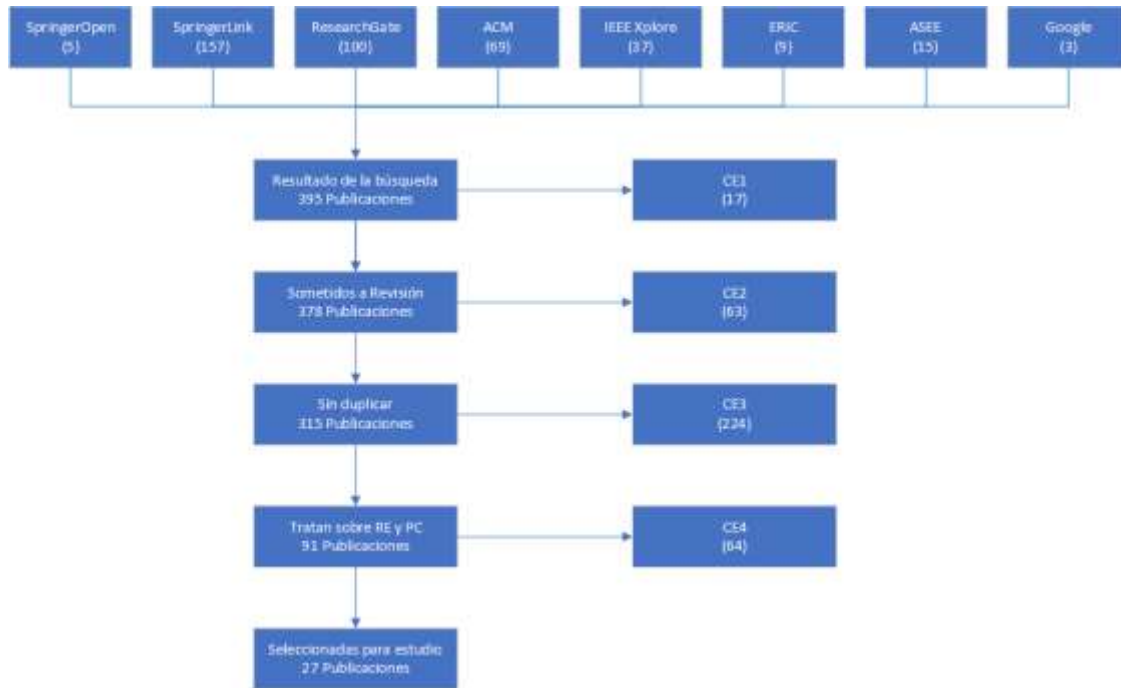 SpringerOpen
(5)
SpringerLink
(157)
ResearchGate
(100)
ACM
(69)
IEEE Xplore
(37)
ERIC
(9)
ASEE
(15)
Google
(3)
Resultado de la búsqueda
395 Publicaciones
CE1
(17)
Sometidos a Revisión
378 Publicaciones
CE2
(63)
Sin duplicar
315 Publicaciones
CE3
(224)
Tratan sobre RE y PC
91 Publicaciones
CE4
(64)
Seleccionadas para estudio
27 Publicaciones